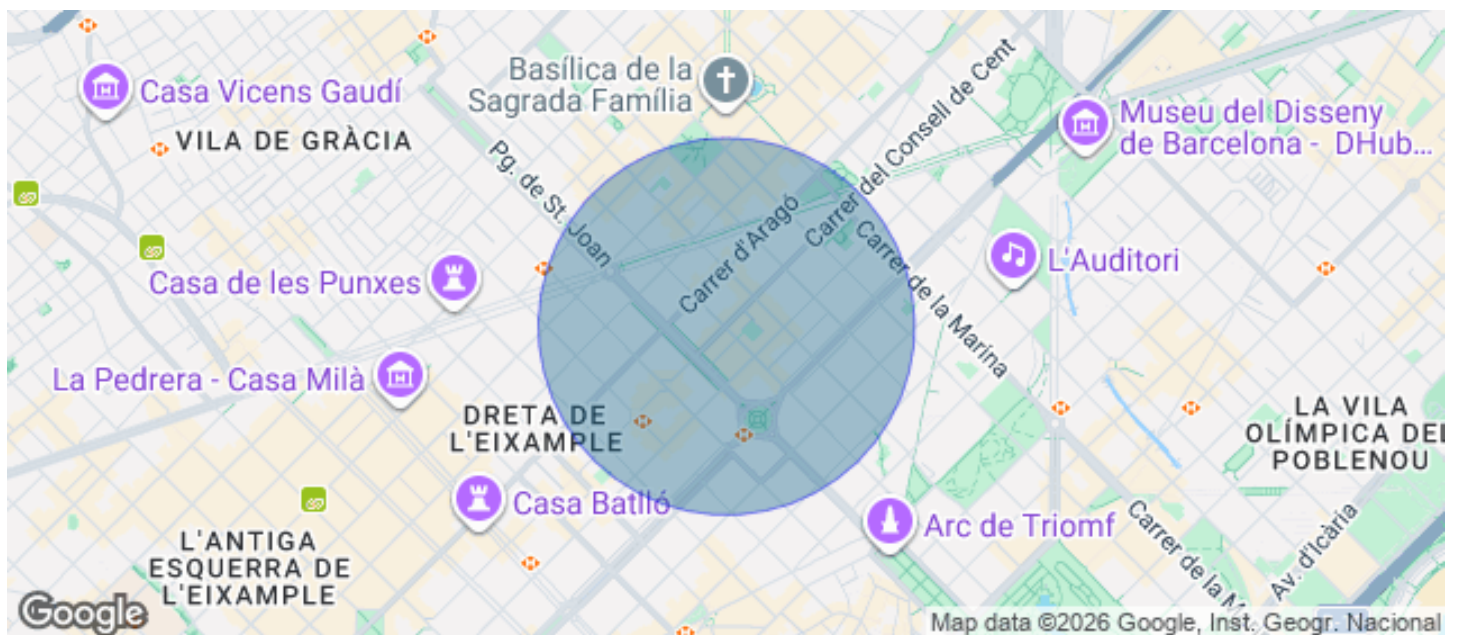 Basílica de la
Sagrada Família
Casa Vicens Gaudí
VILA DE GRÀCIA
Pg. de St. Joan
Carrer del Consell de Cent
Museu del Disseny
de Barcelona - DHub...
Carrer d'Aragó
Carrer de la Marina
L'Auditori
Casa de les Punxes
La Pedrera - Casa Milà
DRETA DE
L'EIXAMPLE
LA VILA
OLÍMPICA DEL
POBLENOU
Casa Batlló
Arc de Triomf
L'ANTIGA
ESQUERRA DE
L'EIXAMPLE
Carrer de la M
Av. d'Icària
Google
Map data ©2026 Google, Inst. Geogr. Nacional